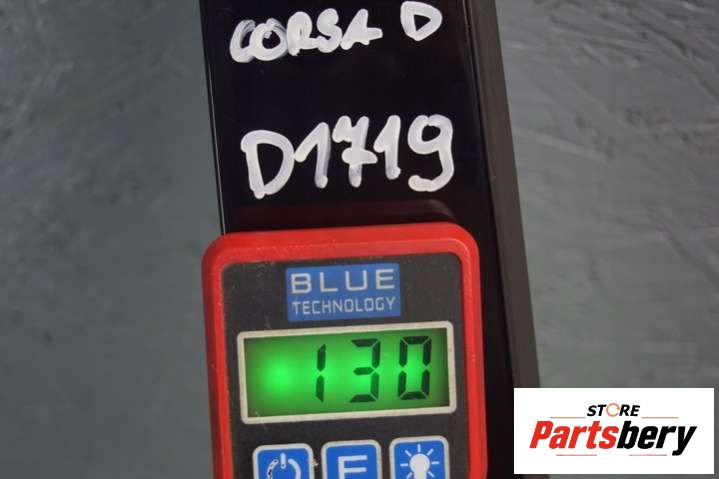 CORSA D
D1719
BLUE
TECHNOLOGY
130
F
STORE
Partsbery